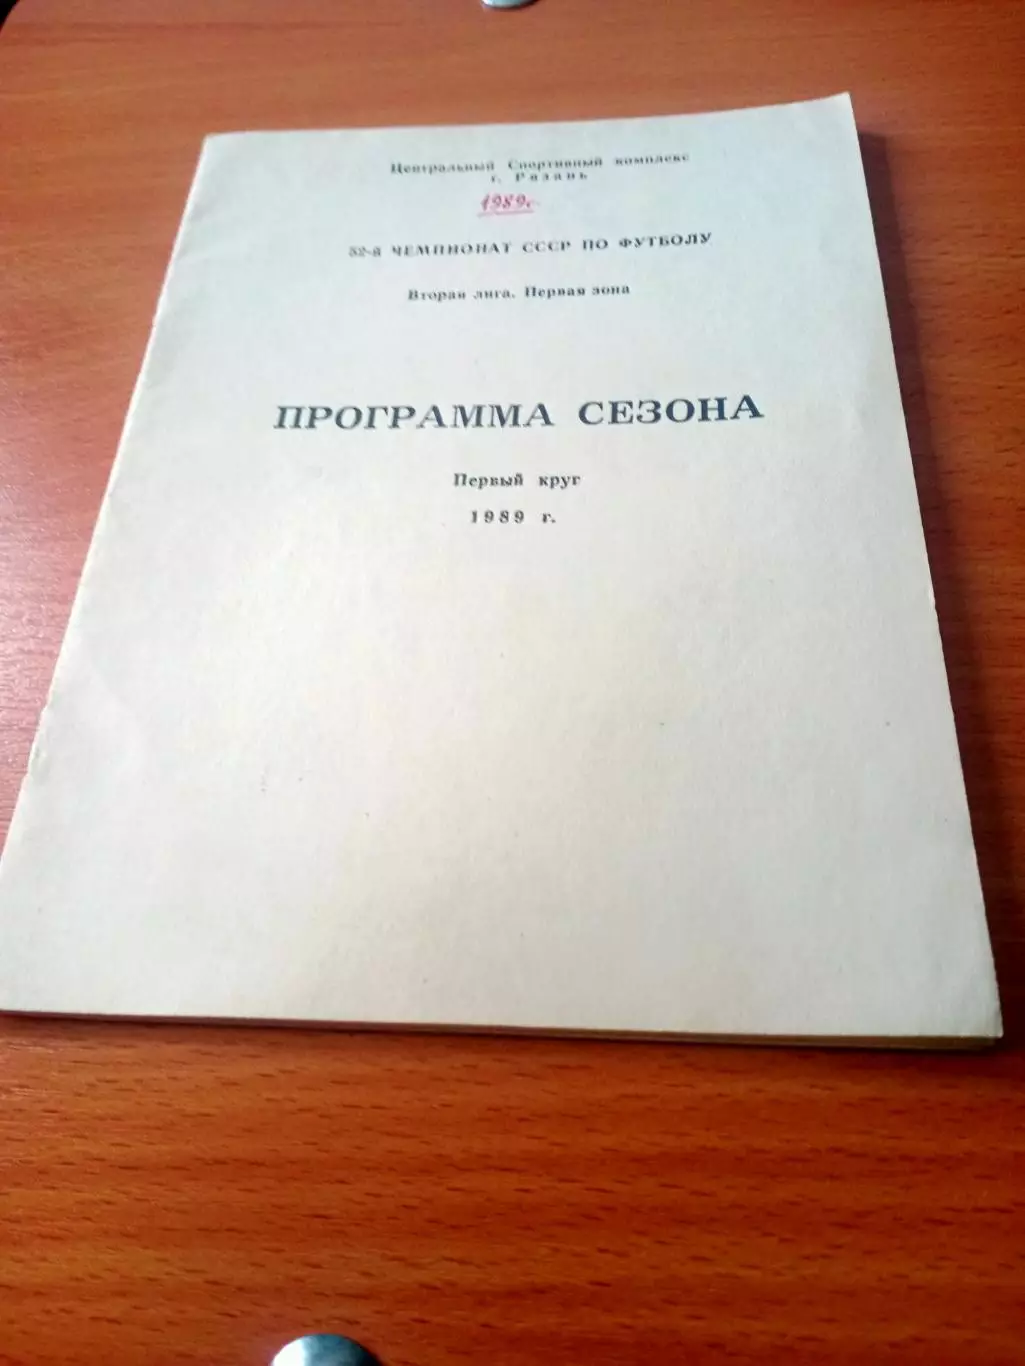 Центральный Спортивный комплекс
г. Рязань
1989г
52-й ЧЕМПИОНАТ СССР ПО ФУТБОЛУ
Вторая лига. Первая зона
ПРОГРАММА СЕЗОНА
Первый круг
1989 г.